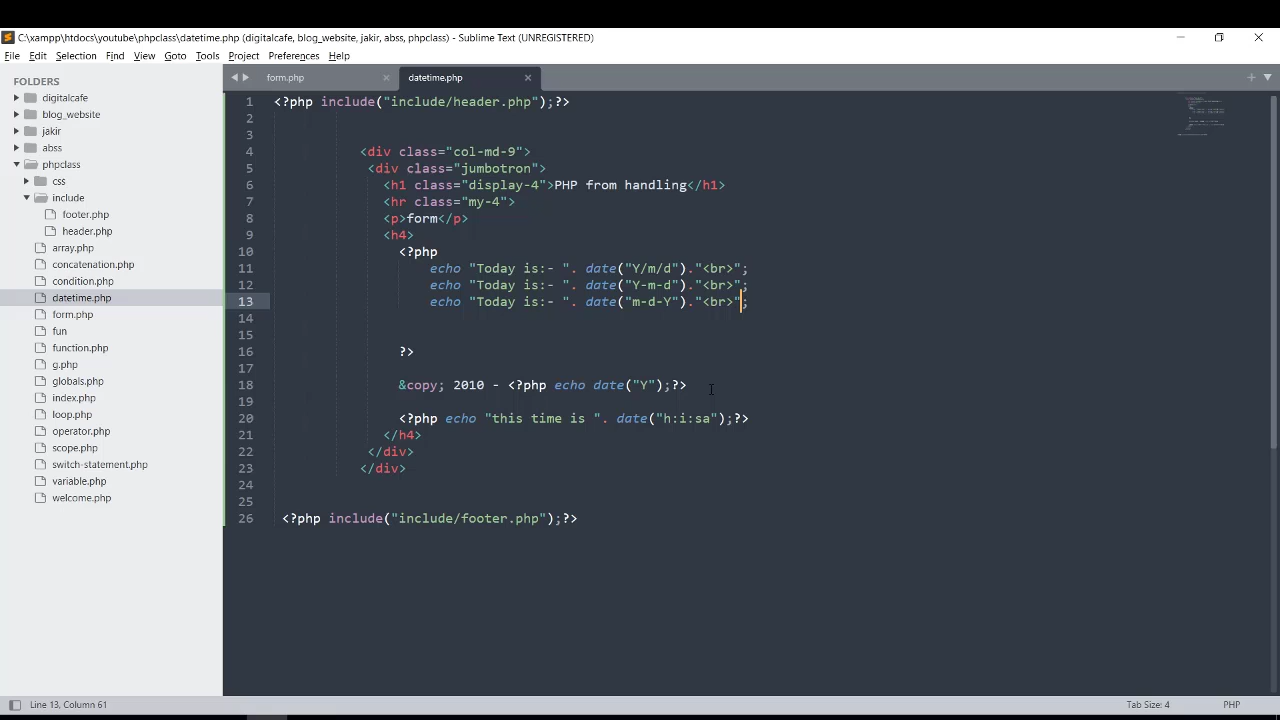 C:\xampp\htdocs\youtube\phpclass\datetime.php (digitalcafe, blog_website, jakir, abss, phpclass) - Sublime Text (UNREGISTERED)
File Edit Selection Find View Goto Tools Project Preferences Help
FOLDERS
digitalcafe
blog_website
jakir
abss
phpclass
css
include
footer.php
header.php
array.php
concatenation.php
condition.php
datetime.php
form.php
fun
function.php
g.php
globals.php
index.php
loop.php
operator.php
scope.php
switch-statement.php
variable.php
welcome.php
form.php datetime.php
1 <?php include("include/header.php");?>
2
3
4 <div class="col-md-9">
5 <div class="jumbotron">
6 <h1 class="display-4">PHP from handling</h1>
7 <hr class="my-4">
8 <p>form</p>
9 <h4>
10 <?php
11 echo "Today is:- ". date("Y/m/d")."<br>";
12 echo "Today is:- ". date("Y-m-d")."<br>";
13 echo "Today is:- ". date("m-d-Y")."<br>";
14
15
16 ?>
17
18 &copy; 2010 - <?php echo date("Y");?>
19
20 <?php echo "this time is ". date("h:i:sa");?>
21 </h4>
22 </div>
23 </div>
24
25
26 <?php include("include/footer.php");?>
Line 13, Column 61 Tab Size: 4 PHP